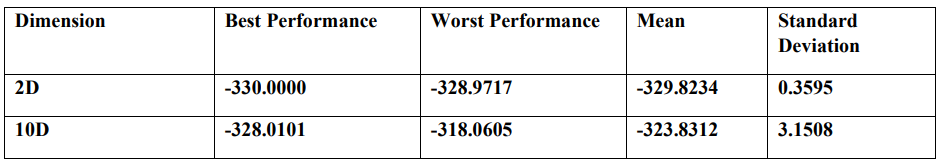 Dimension Best Performance Worst Performance Mean Standard Deviation
2D -330.0000 -328.9717 -329.8234 0.3595
10D -328.0101 -318.0605 -323.8312 3.1508